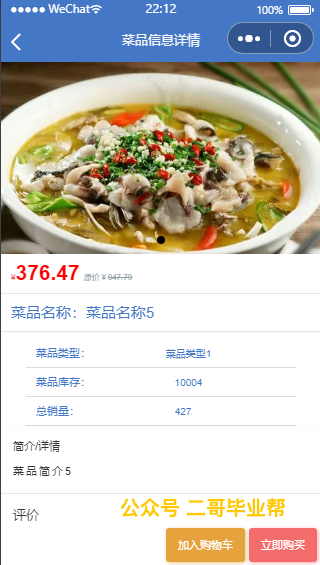 WeChat 22:12 100%
菜品信息详情
¥376.47 原价¥947.79
菜品名称：菜品名称5
菜品类型： 菜品类型1
菜品库存： 10004
总销量： 427
简介/详情
菜品简介5
公众号 二哥毕业帮
评价
加入购物车 立即购买